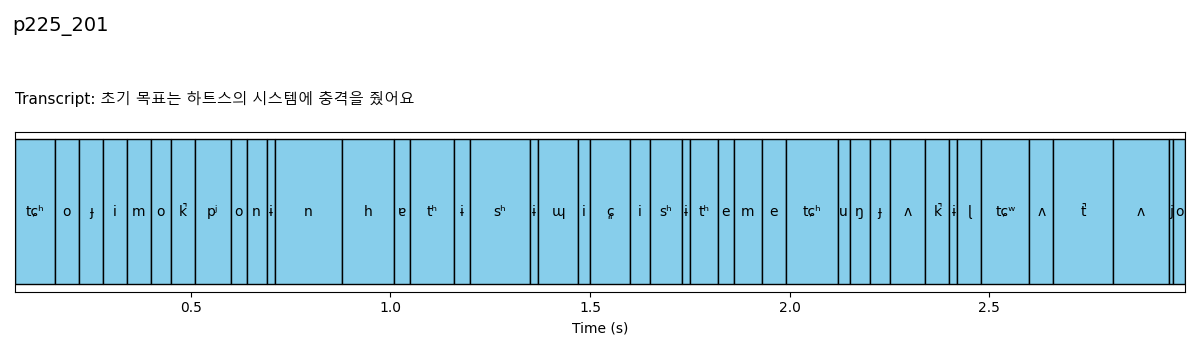 p225_201
Transcript: 초기 목표는 하트스의 시스템에 충격을 줬어요
tɕʰ o ɟ i m o k̚ pʲ o n ɨ n h ɐ tʰ ɨ sʰ ɨ ɰ i ɕ̞ i sʰ ɨ tʰ e m e tɕʰ u ŋ ɟ ʌ k̚ ɨ ɭ tɕʷ ʌ t̚ ʌ j o
0.5 1.0 1.5 2.0 2.5
Time (s)